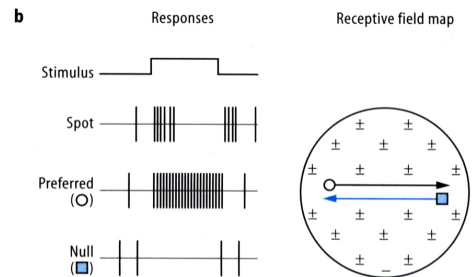 b
Responses
Receptive field map
Stimulus
Spot
Preferred
(○)
Null
(■)
± ±
± ±
± ± ± ±
± ± ± ±
± ± ±
± ±
−